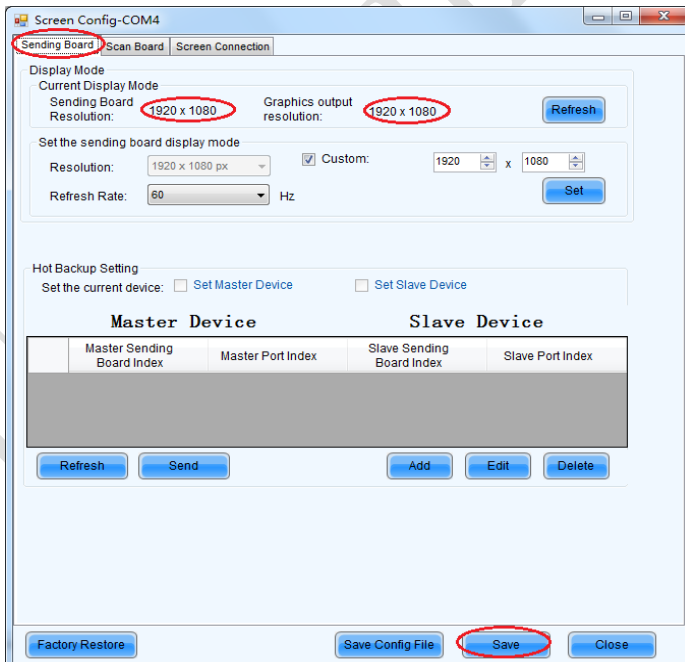 Screen Config-COM4
Sending Board Scan Board Screen Connection
Display Mode
Current Display Mode
Sending Board Resolution: 1920 x 1080 Graphics output resolution: 1920 x 1080 Refresh
Set the sending board display mode
Resolution: 1920 x 1080 px Custom: 1920 x 1080
Refresh Rate: 60 Hz Set
Hot Backup Setting
Set the current device: Set Master Device Set Slave Device
Master Device Slave Device
Master Sending Board Index Master Port Index Slave Sending Board Index Slave Port Index
Refresh Send Add Edit Delete
Factory Restore Save Config File Save Close